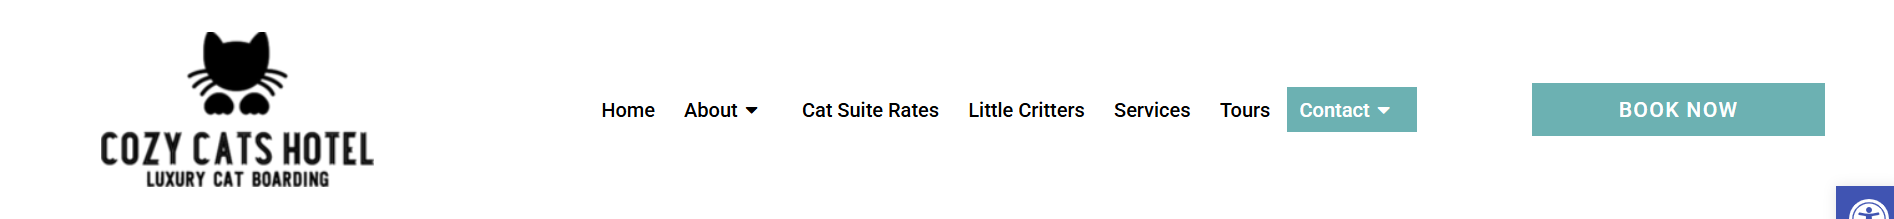 COZY CATS HOTEL
LUXURY CAT BOARDING
Home About Cat Suite Rates Little Critters Services Tours Contact
BOOK NOW